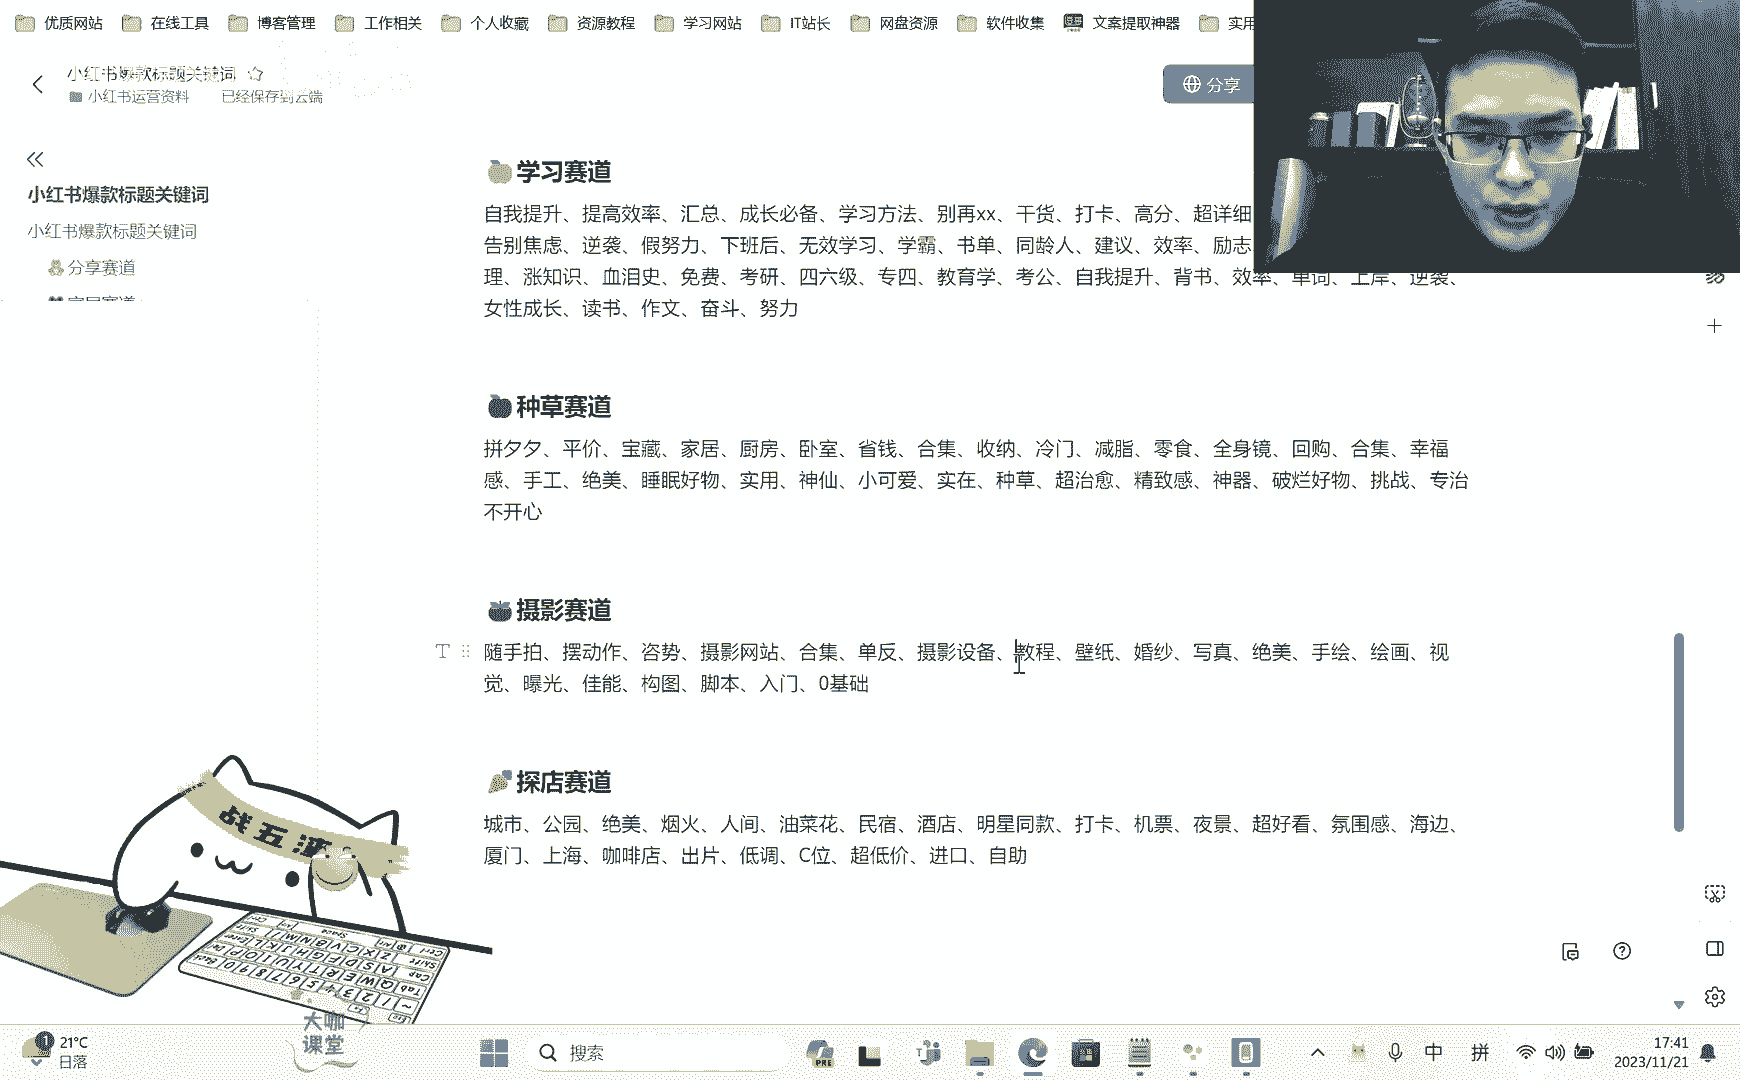 优质网站 在线工具 博客管理 工作相关 个人收藏 资源教程 学习网站 IT站长 网盘资源 软件收集 文案提取神器 实用
小红书爆款标题关键词
小红书运营资料 已经保存到云端
分享
小红书爆款标题关键词
小红书爆款标题关键词
分享赛道
学习赛道
自我提升、提高效率、汇总、成长必备、学习方法、别再xx、干货、打卡、高分、超详细
告别焦虑、逆袭、假努力、下班后、无效学习、学霸、书单、同龄人、建议、效率、励志
理、涨知识、血泪史、免费、考研、四六级、专四、教育学、考公、自我提升、背书、效率、单词、上岸、逆袭、
女性成长、读书、作文、奋斗、努力
种草赛道
拼夕夕、平价、宝藏、家居、厨房、卧室、省钱、合集、收纳、冷门、减脂、零食、全身镜、回购、合集、幸福
感、手工、绝美、睡眠好物、实用、神仙、小可爱、实在、种草、超治愈、精致感、神器、破烂好物、挑战、专治
不开心
摄影赛道
随手拍、摆动作、咨势、摄影网站、合集、单反、摄影设备、教程、壁纸、婚纱、写真、绝美、手绘、绘画、视
觉、曝光、佳能、构图、脚本、入门、0基础
探店赛道
城市、公园、绝美、烟火、人间、油菜花、民宿、酒店、明星同款、打卡、机票、夜景、超好看、氛围感、海边、
厦门、上海、咖啡店、出片、低调、C位、超低价、进口、自助
战五渣
大咖
课堂
1
21°C
日落
搜索
PRE
中
拼
17:41
2023/11/21